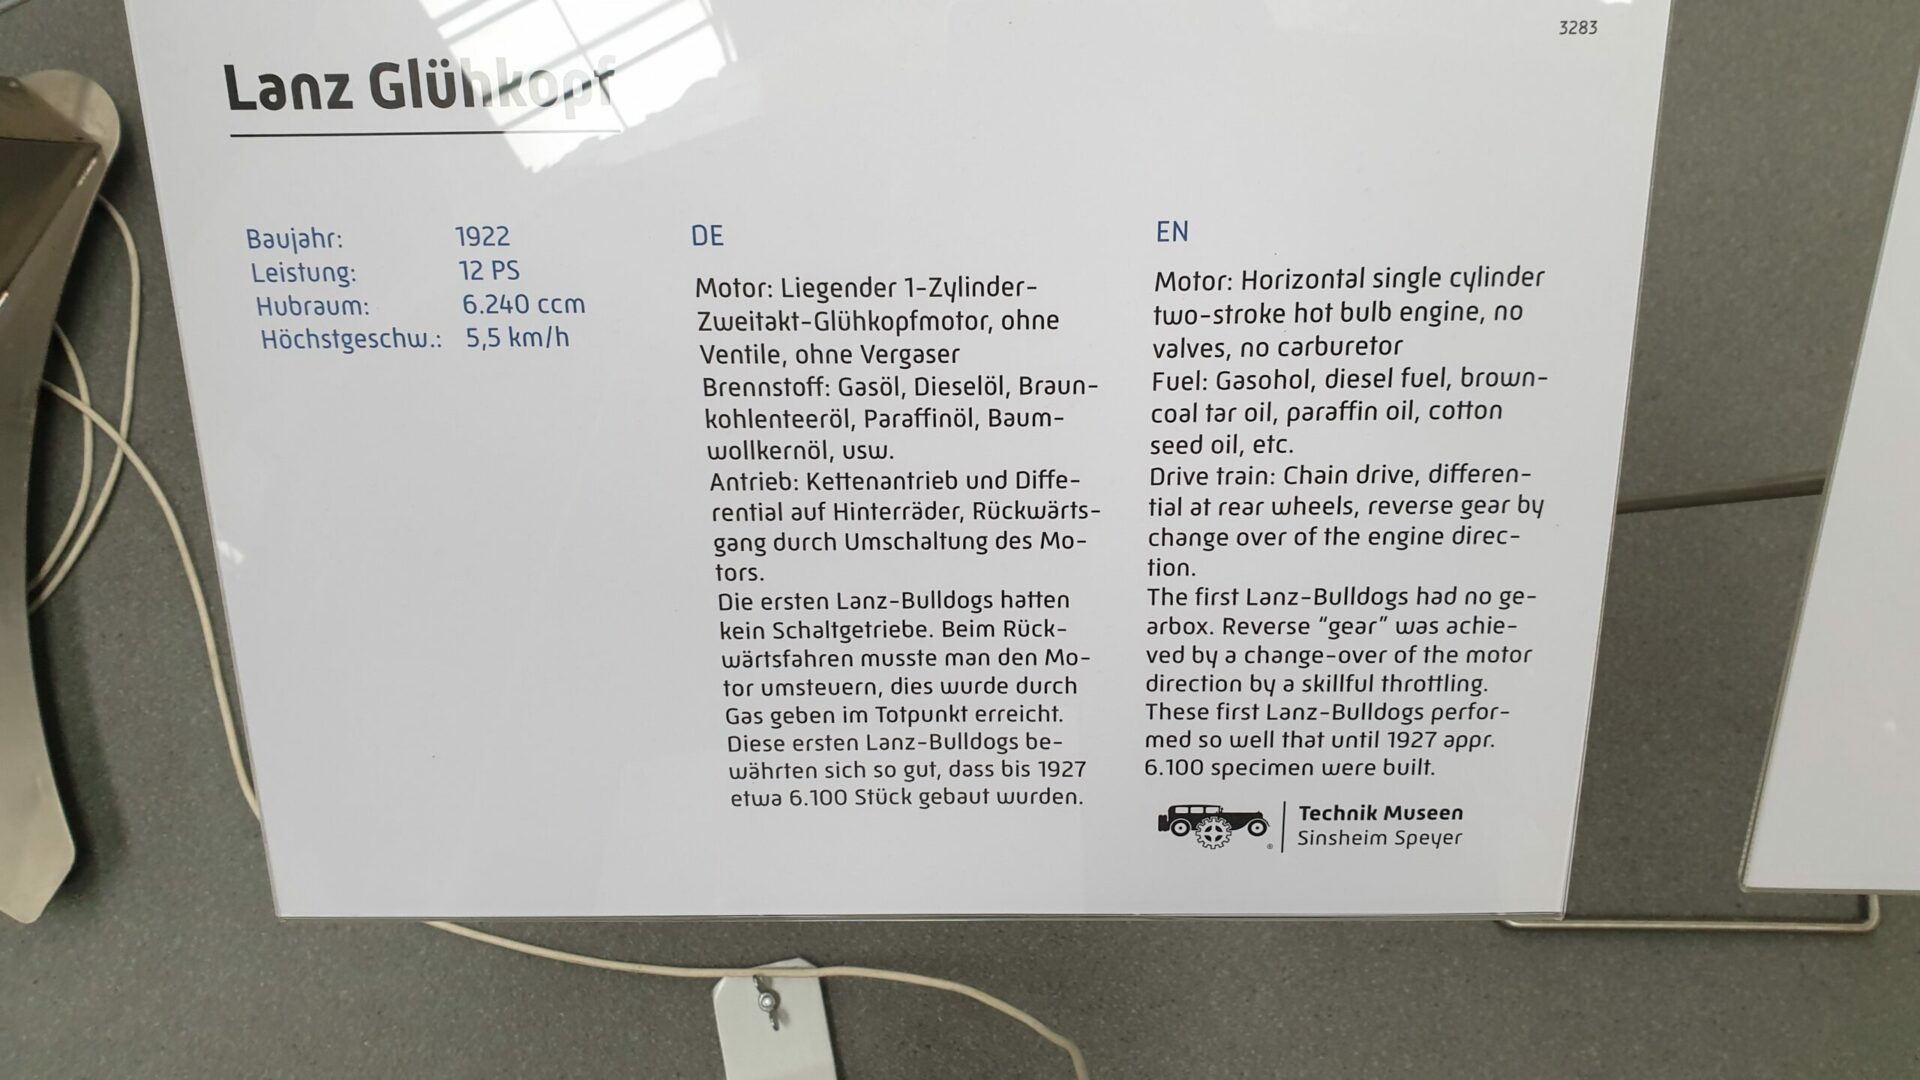 3283
Lanz Glühkopf
Baujahr: 1922
Leistung: 12 PS
Hubraum: 6.240 ccm
Höchstgeschw.: 5,5 km/h
DE
Motor: Liegender 1-Zylinder-
Zweitakt-Glühkopfmotor, ohne
Ventile, ohne Vergaser
Brennstoff: Gasöl, Dieselöl, Braun-
kohlenteeröl, Paraffinöl, Baum-
wollkernöl, usw.
Antrieb: Kettenantrieb und Diffe-
rential auf Hinterräder, Rückwärts-
gang durch Umschaltung des Mo-
tors.
Die ersten Lanz-Bulldogs hatten
kein Schaltgetriebe. Beim Rück-
wärtsfahren musste man den Mo-
tor umsteuern, dies wurde durch
Gas geben im Totpunkt erreicht.
Diese ersten Lanz-Bulldogs be-
währten sich so gut, dass bis 1927
etwa 6.100 Stück gebaut wurden.
EN
Motor: Horizontal single cylinder
two-stroke hot bulb engine, no
valves, no carburetor
Fuel: Gasohol, diesel fuel, brown-
coal tar oil, paraffin oil, cotton
seed oil, etc.
Drive train: Chain drive, differen-
tial at rear wheels, reverse gear by
change over of the engine direc-
tion.
The first Lanz-Bulldogs had no ge-
arbox. Reverse “gear” was achie-
ved by a change-over of the motor
direction by a skillful throttling.
These first Lanz-Bulldogs perfor-
med so well that until 1927 appr.
6.100 specimen were built.
Technik Museen
Sinsheim Speyer